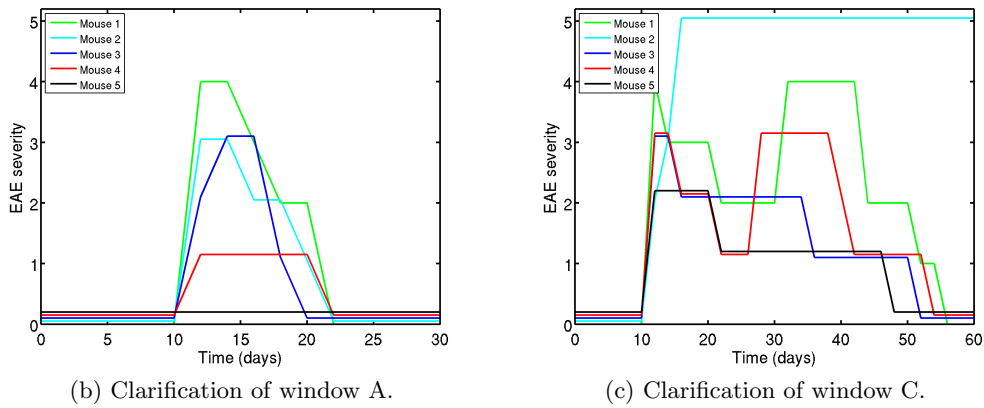 EAE severity
5
4
3
2
1
0
Mouse 1
Mouse 2
Mouse 3
Mouse 4
Mouse 5
0 5 10 15 20 25 30
Time (days)
(b) Clarification of window A.
EAE severity
5
4
3
2
1
0
Mouse 1
Mouse 2
Mouse 3
Mouse 4
Mouse 5
0 10 20 30 40 50 60
Time (days)
(c) Clarification of window C.